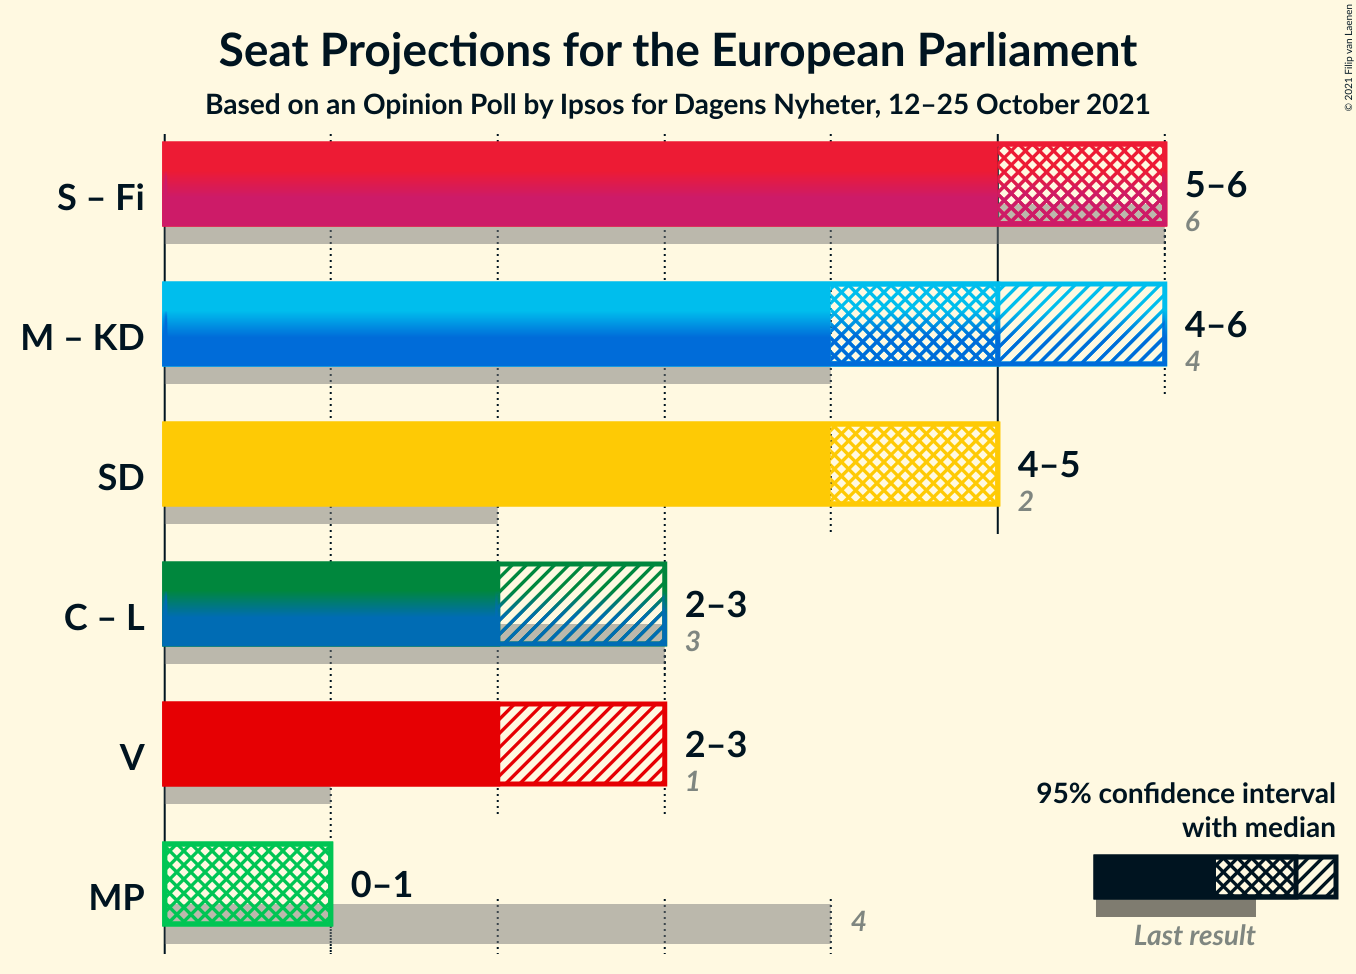 Seat Projections for the European Parliament
Based on an Opinion Poll by Ipsos for Dagens Nyheter, 12–25 October 2021
© 2021 Filip van Laenen
S – Fi
5–6
6
M – KD
4–6
4
SD
4–5
2
C – L
2–3
3
V
2–3
1
MP
0–1
4
95% confidence interval
with median
Last result